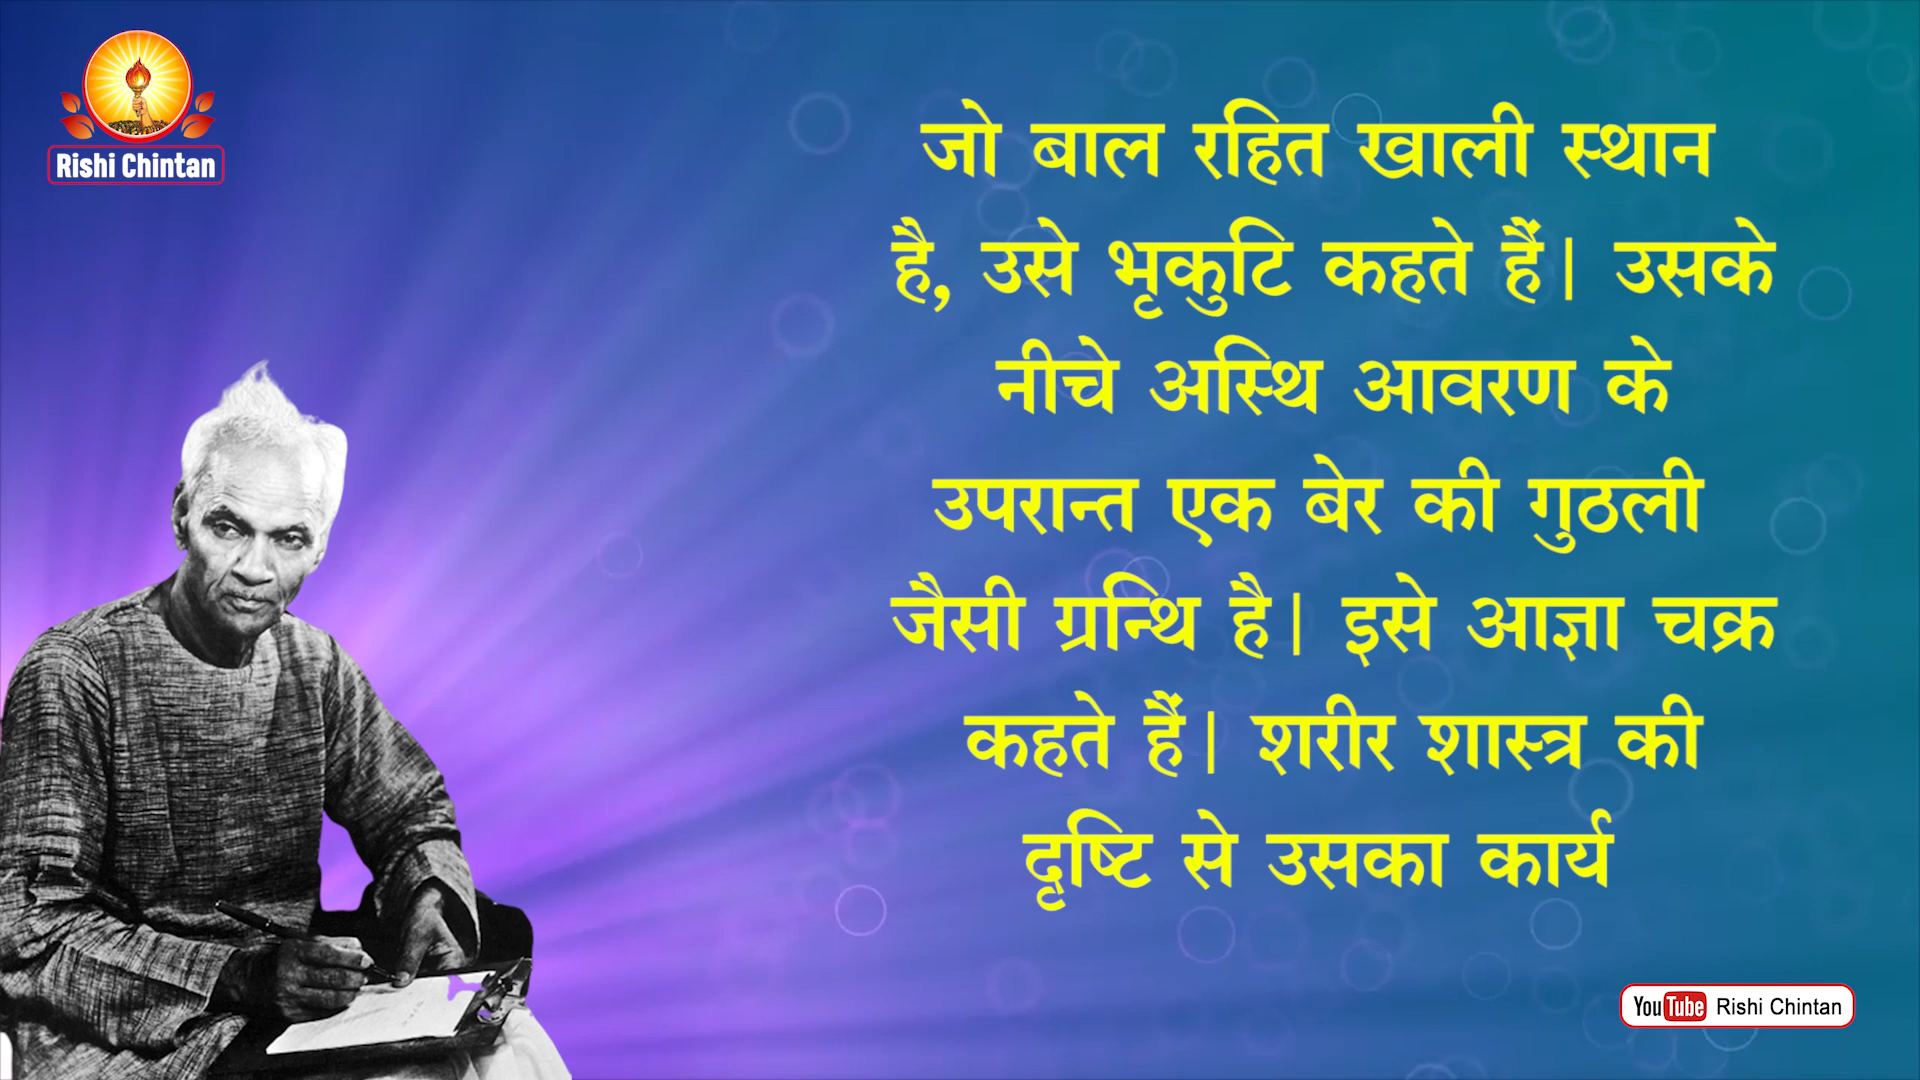 Rishi Chintan
जो बाल रहित खाली स्थान
है, उसे भृकुटि कहते हैं। उसके
नीचे अस्थि आवरण के
उपरान्त एक बेर की गुठली
जैसी ग्रन्थि है। इसे आज्ञा चक्र
कहते हैं। शरीर शास्त्र की
दृष्टि से उसका कार्य
YouTube Rishi Chintan